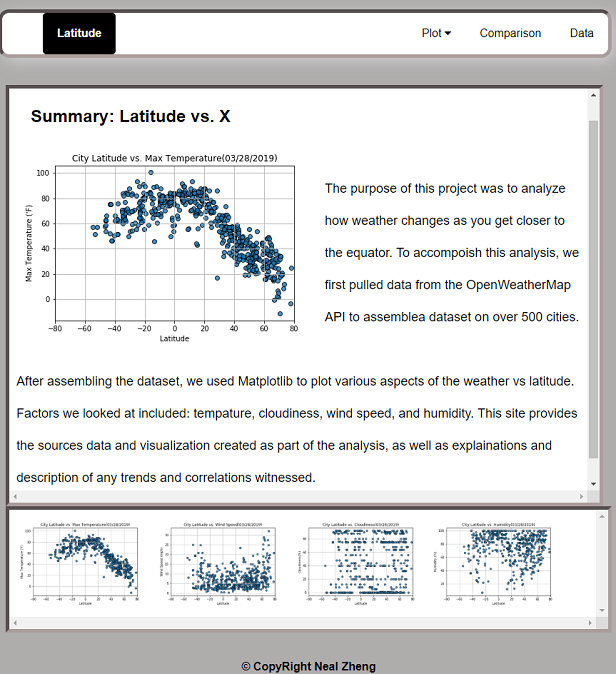 Latitude Plot Comparison Data
Summary: Latitude vs. X
City Latitude vs. Max Temperature(03/28/2019)
Max Temperature (°F)
100
80
60
40
20
0
−80 −60 −40 −20 0 20 40 60 80
Latitude
The purpose of this project was to analyze
how weather changes as you get closer to
the equator. To accompoish this analysis, we
first pulled data from the OpenWeatherMap
API to assemblea dataset on over 500 cities.
After assembling the dataset, we used Matplotlib to plot various aspects of the weather vs latitude.
Factors we looked at included: tempature, cloudiness, wind speed, and humidity. This site provides
the sources data and visualization created as part of the analysis, as well as explainations and
description of any trends and correlations witnessed.
City Latitude vs. Max Temperature(03/28/2019)
Max Temperature (°F)
Latitude
City Latitude vs. Wind Speed(03/28/2019)
Latitude
City Latitude vs. Cloudiness(03/28/2019)
Latitude
City Latitude vs. Humidity(03/28/2019)
Latitude
© CopyRight Neal Zheng